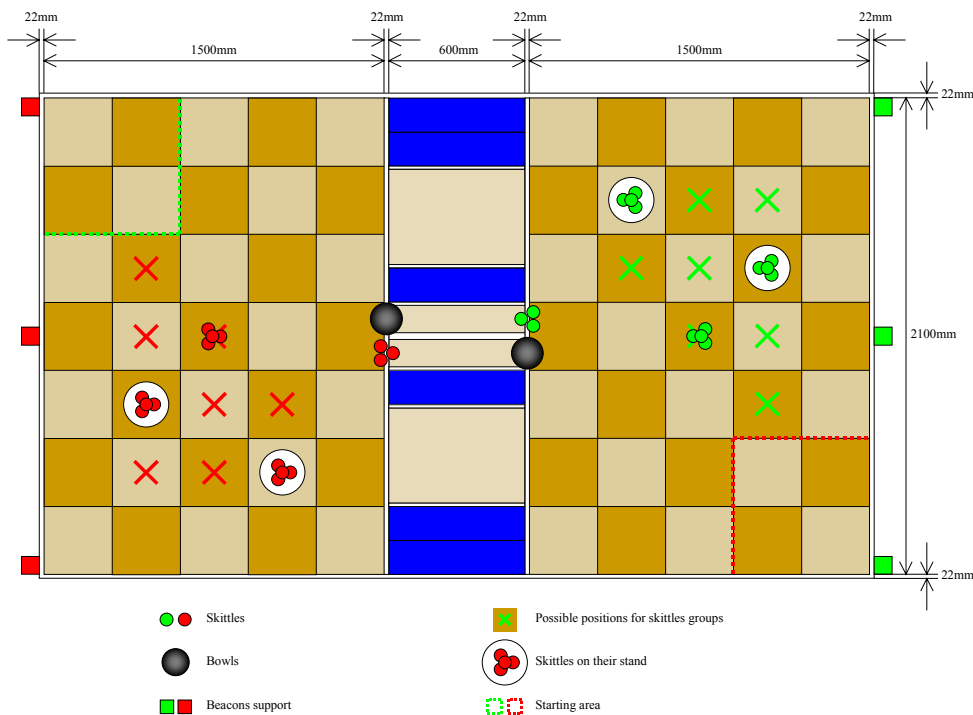 22mm 22mm 22mm 22mm
1500mm 600mm 1500mm
22mm
2100mm
22mm
Skittles Possible positions for skittles groups
Bowls Skittles on their stand
Beacons support Starting area